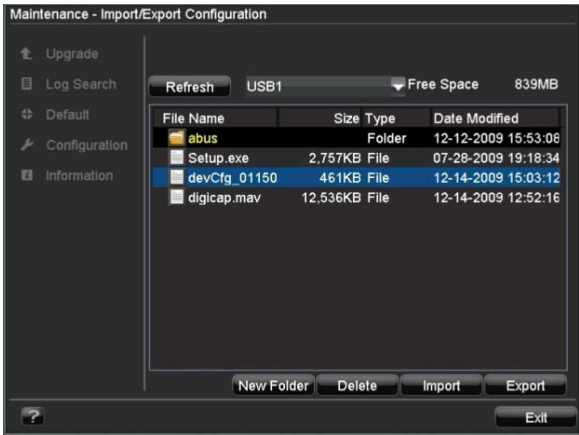 Maintenance - Import/Export Configuration
Upgrade
Log Search
Default
Configuration
Information
Refresh USB1 Free Space 839MB
File Name Size Type Date Modified
abus Folder 12-12-2009 15:53:08
Setup.exe 2,757KB File 07-28-2009 19:18:34
devCfg_01150 461KB File 12-14-2009 15:03:12
digicap.mav 12,536KB File 12-14-2009 12:52:16
New Folder Delete Import Export
? Exit